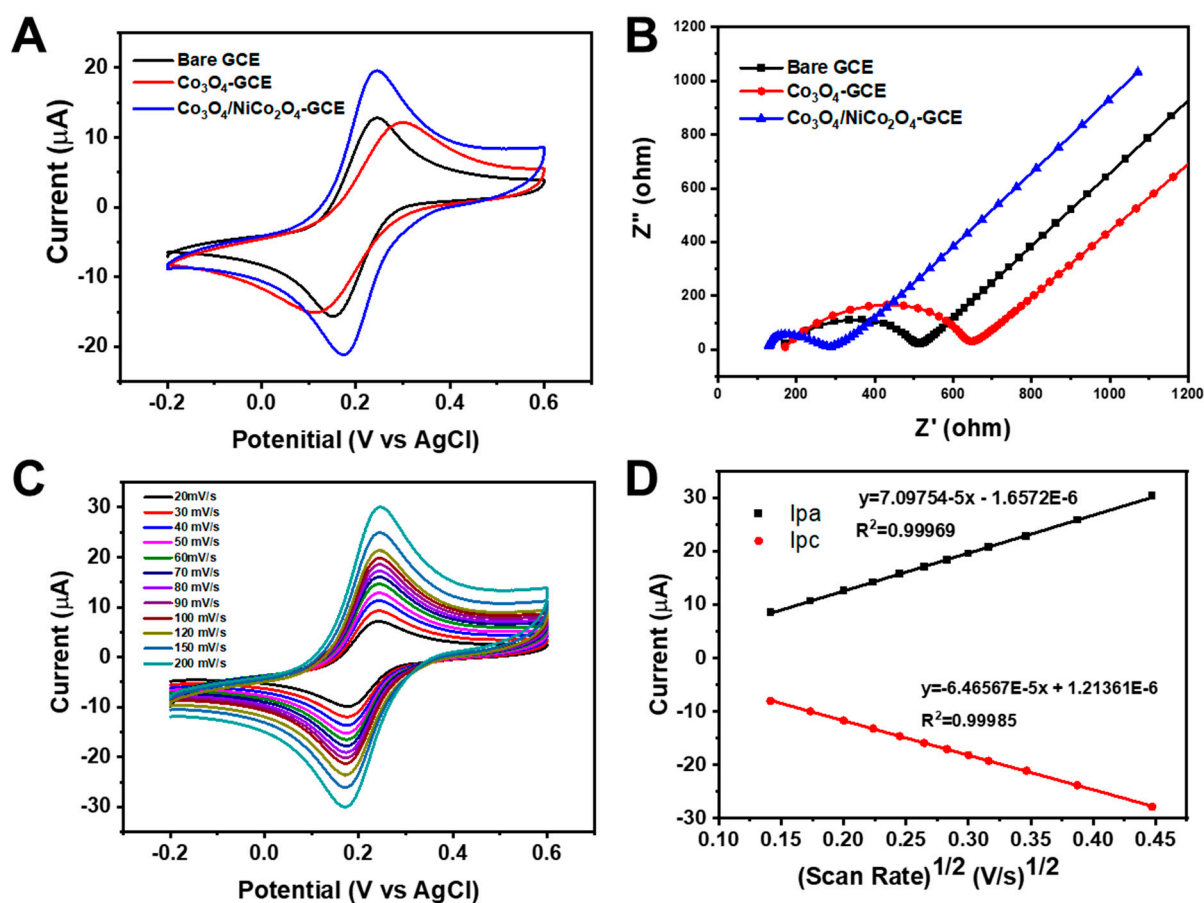 A
Bare GCE
Co₃O₄-GCE
Co₃O₄/NiCo₂O₄-GCE
20
10
0
-10
-20
Current (μA)
-0.2 0.0 0.2 0.4 0.6
Potenitial (V vs AgCl)
B
Bare GCE
Co₃O₄-GCE
Co₃O₄/NiCo₂O₄-GCE
1200
1000
800
600
400
200
0
Z" (ohm)
200 400 600 800 1000 1200
Z' (ohm)
C
20mV/s
30 mV/s
40 mV/s
50 mV/s
60mV/s
70 mV/s
80 mV/s
90 mV/s
100 mV/s
120 mV/s
150 mV/s
200 mV/s
30
20
10
0
-10
-20
-30
Current (μA)
-0.2 0.0 0.2 0.4 0.6
Potential (V vs AgCl)
D
Ipa
Ipc
y=7.09754-5x - 1.6572E-6
R²=0.99969
y=-6.46567E-5x + 1.21361E-6
R²=0.99985
30
20
10
0
-10
-20
-30
Current (μA)
0.10 0.15 0.20 0.25 0.30 0.35 0.40 0.45 0.50
(Scan Rate)¹/² (V/s)¹/²